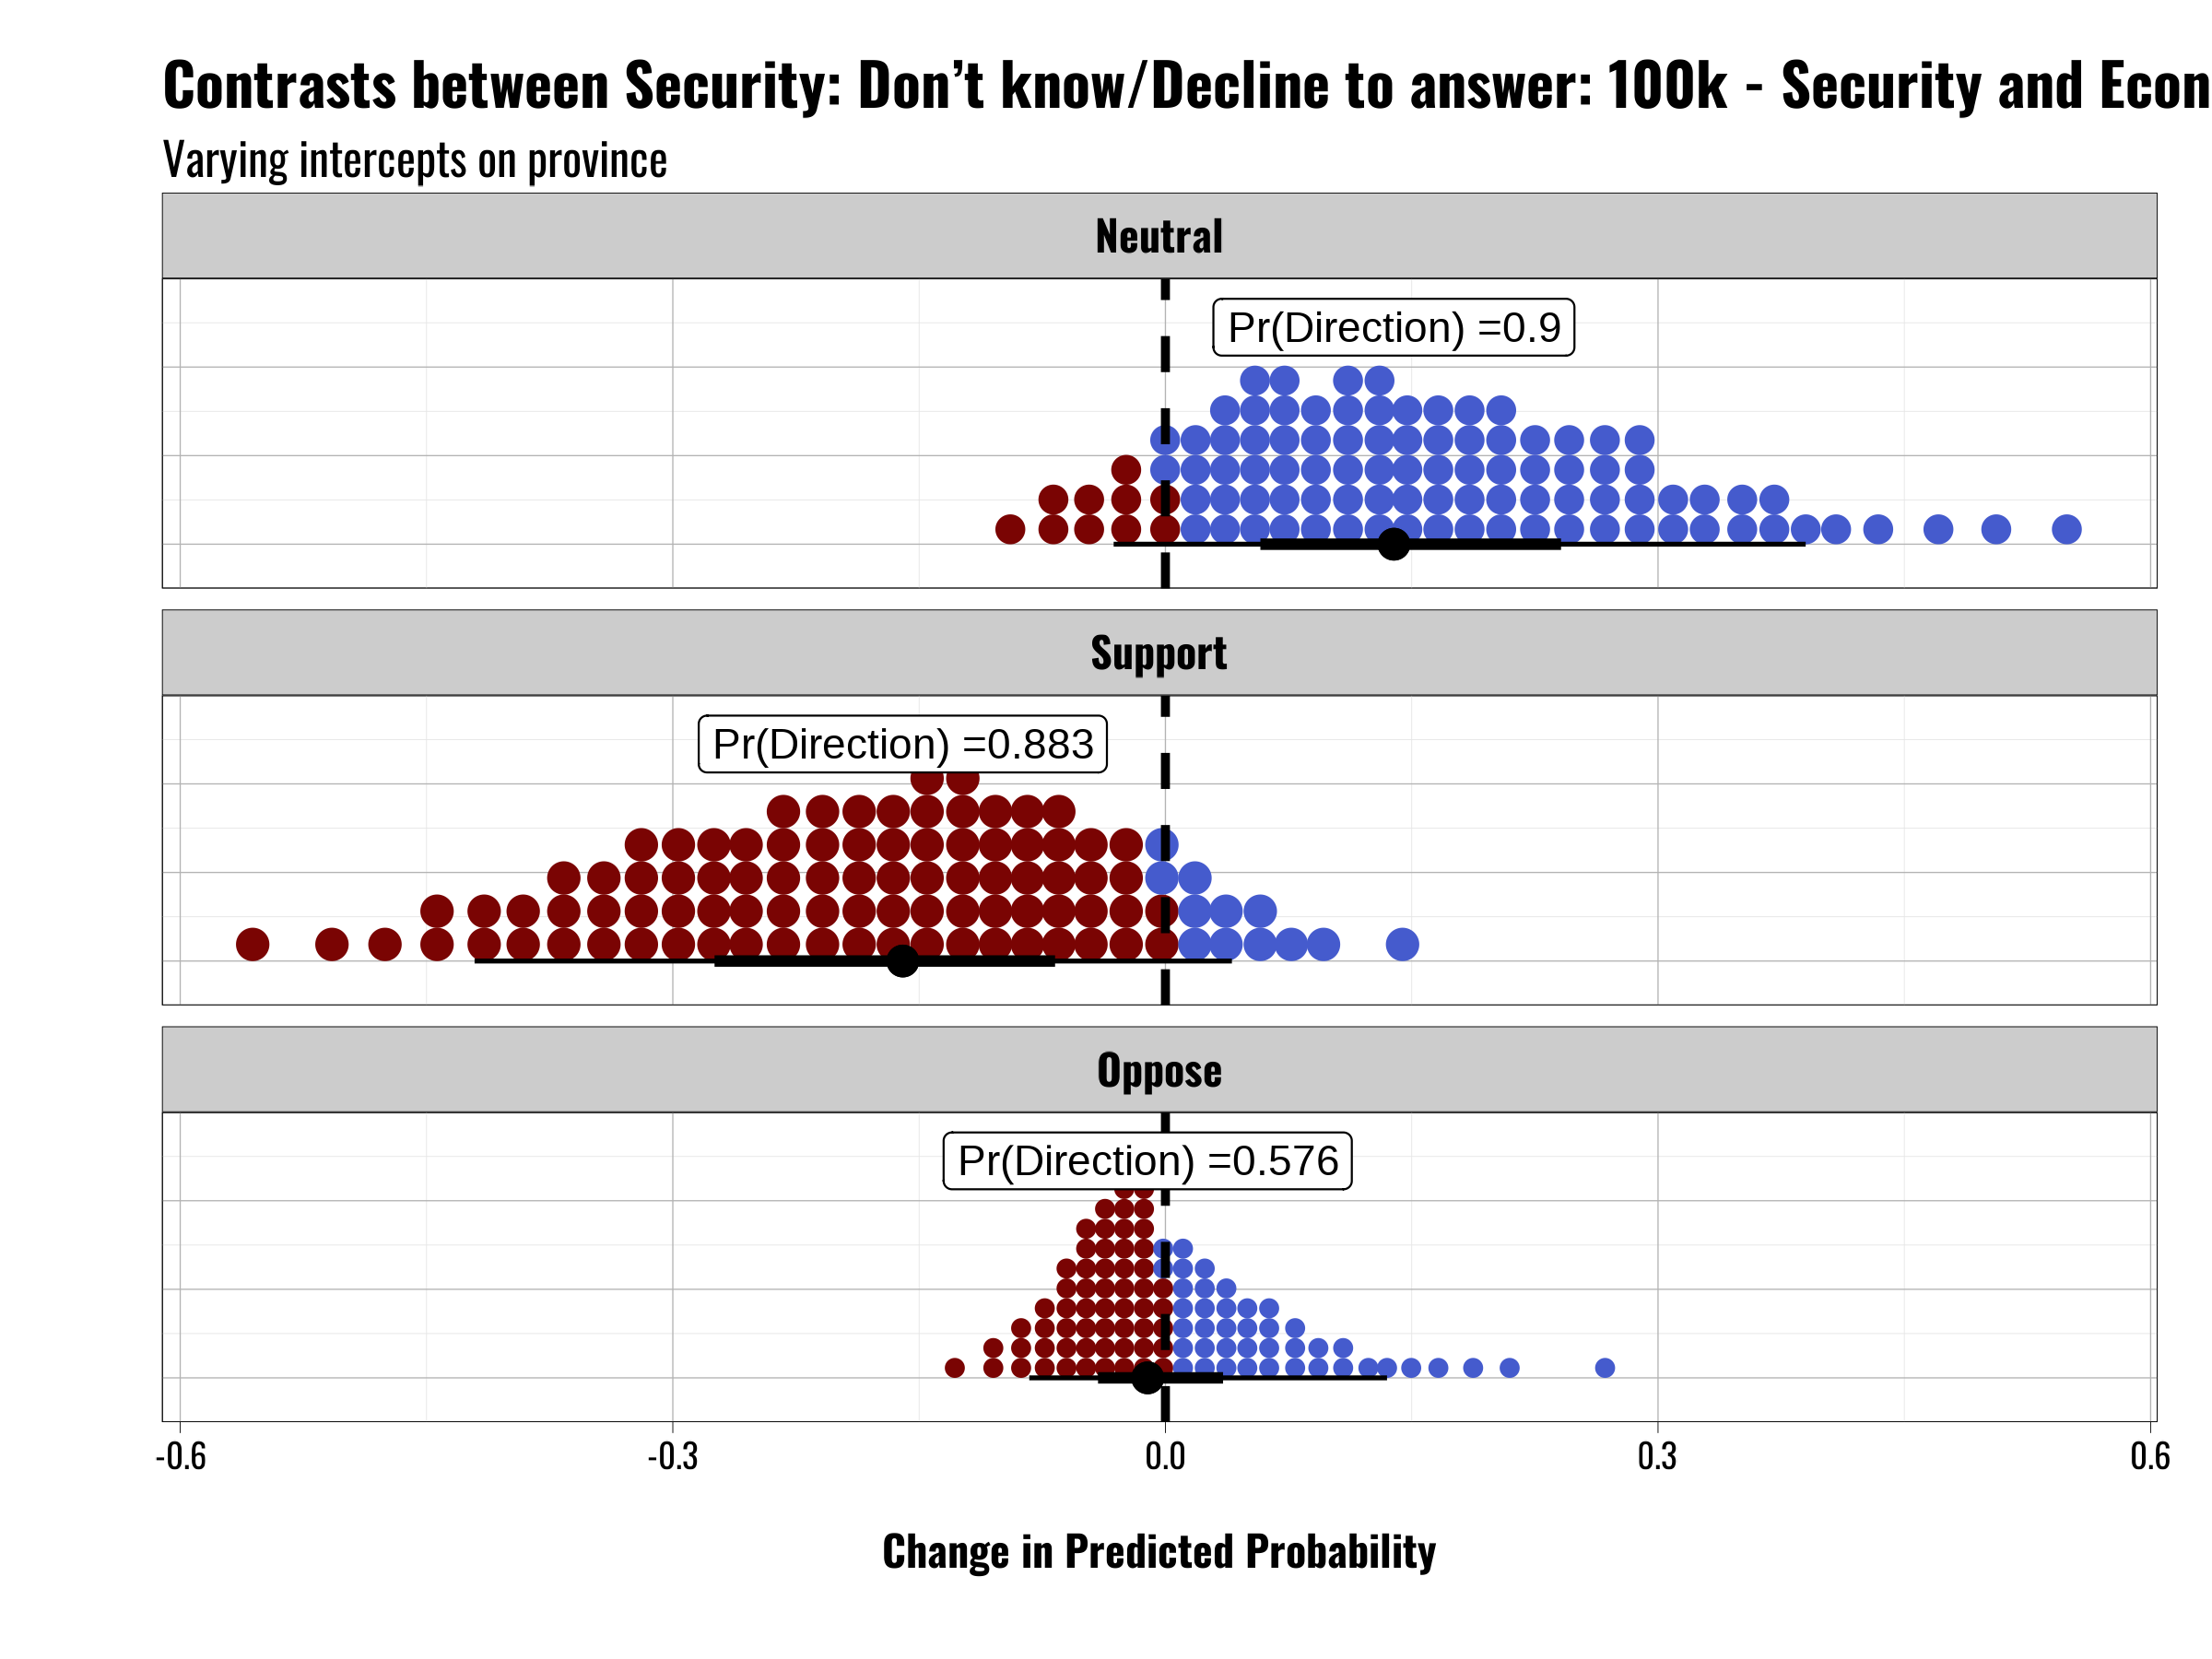 Contrasts between Security: Don’t know/Decline to answer: 100k - Security and Econ
Varying intercepts on province
Neutral
Pr(Direction) =0.9
Support
Pr(Direction) =0.883
Oppose
Pr(Direction) =0.576
-0.6 -0.3 0.0 0.3 0.6
Change in Predicted Probability